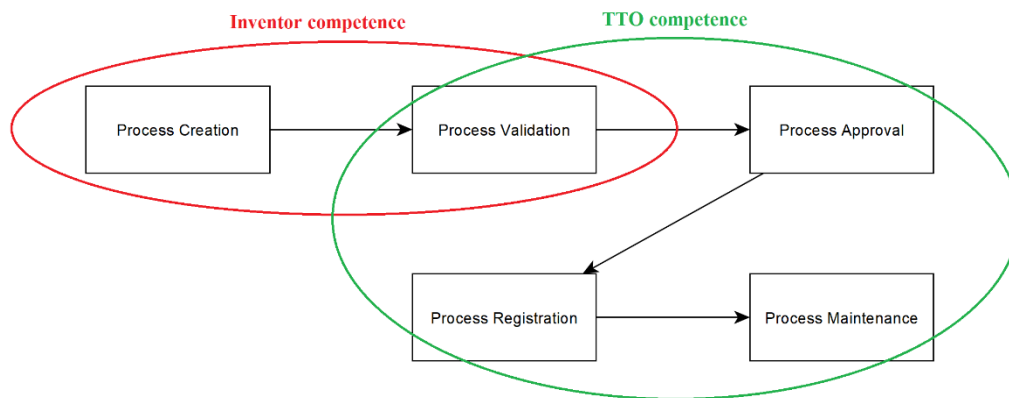 TTO competence
Inventor competence
Process Creation
Process Validation
Process Approval
Process Registration
Process Maintenance